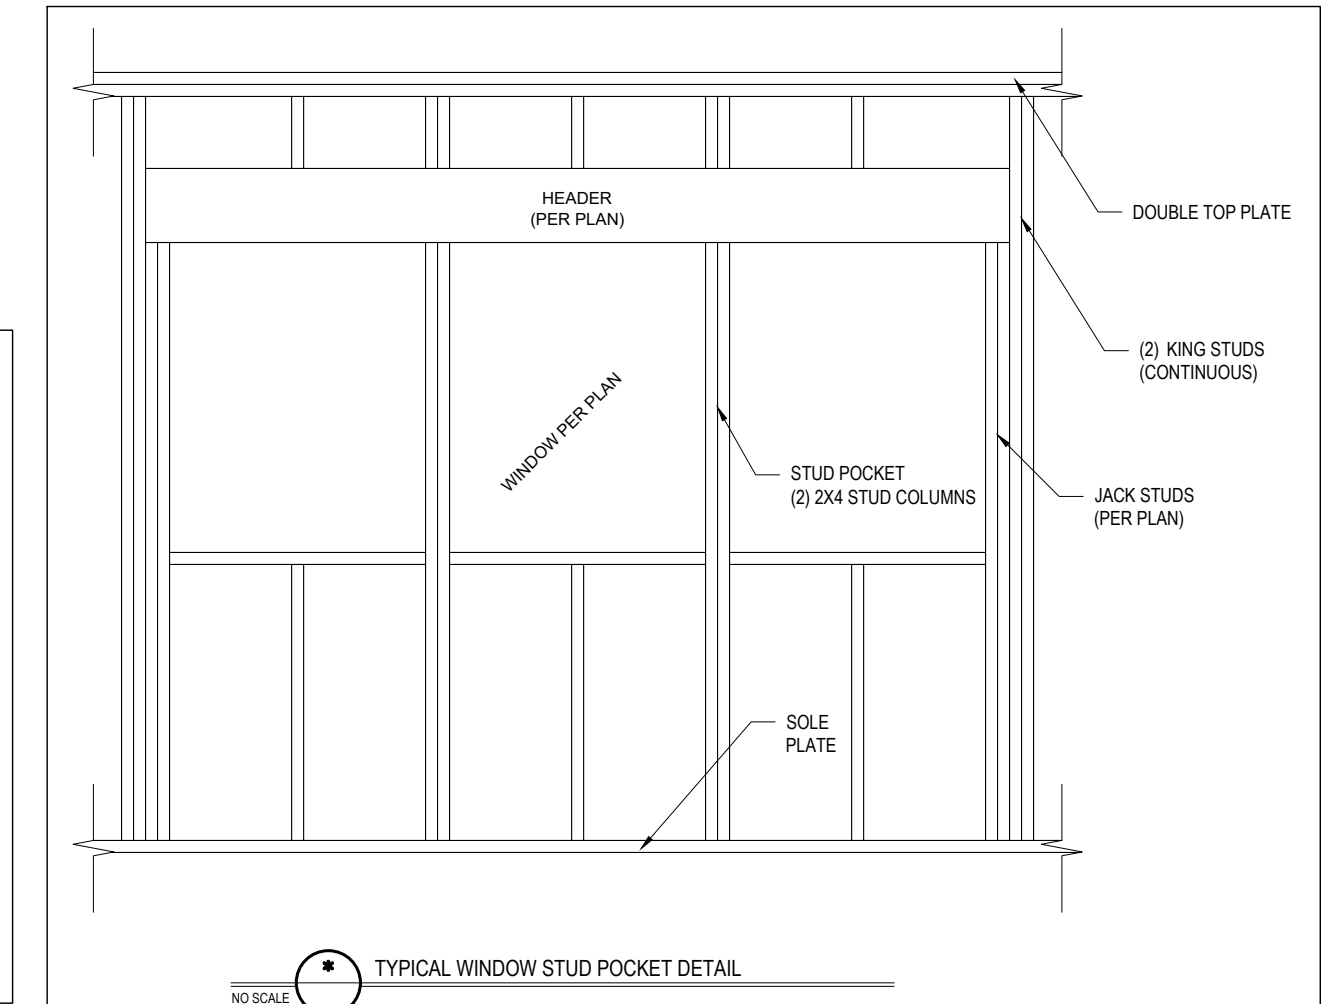 HEADER
(PER PLAN)
DOUBLE TOP PLATE
(2) KING STUDS
(CONTINUOUS)
WINDOW PER PLAN
STUD POCKET
(2) 2X4 STUD COLUMNS
JACK STUDS
(PER PLAN)
SOLE
PLATE
*
TYPICAL WINDOW STUD POCKET DETAIL
NO SCALE